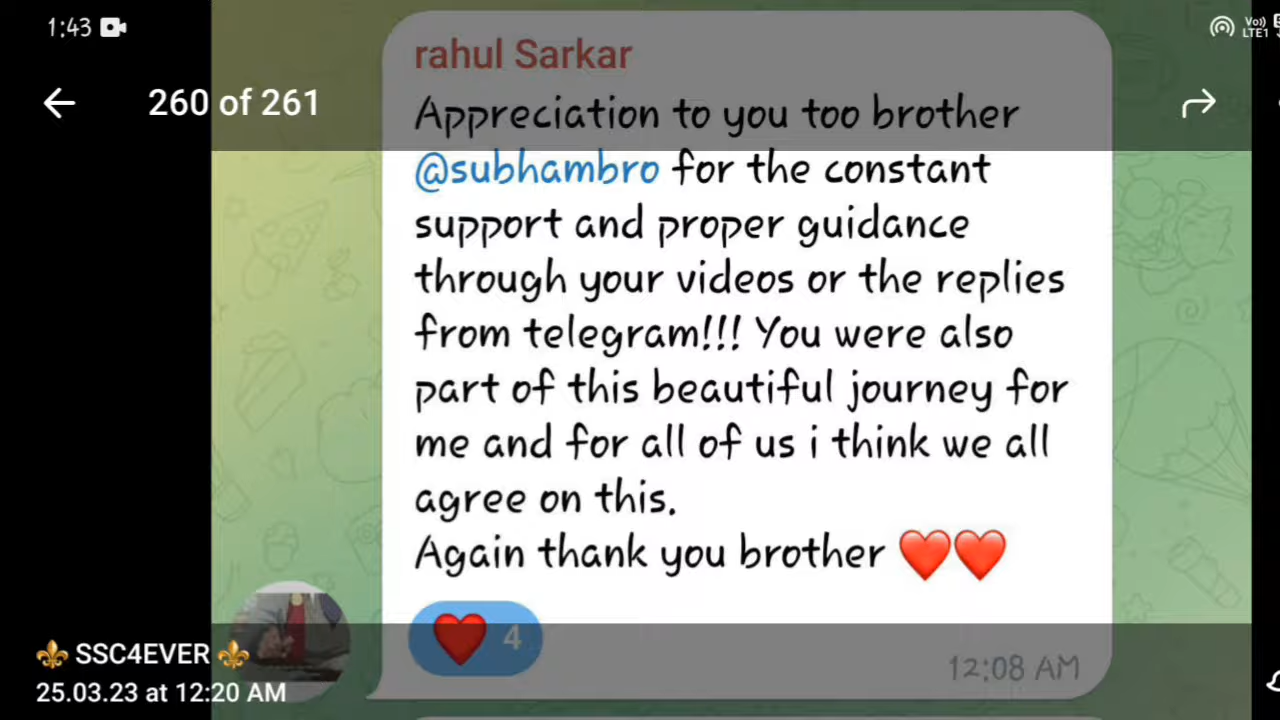 1:43
Vo)) LTE1
rahul Sarkar
260 of 261
Appreciation to you too brother
@subhambro for the constant
support and proper guidance
through your videos or the replies
from telegram!!! You were also
part of this beautiful journey for
me and for all of us i think we all
agree on this.
Again thank you brother ❤️❤️
❤️ 4
12:08 AM
⚜️ SSC4EVER ⚜️
25.03.23 at 12:20 AM